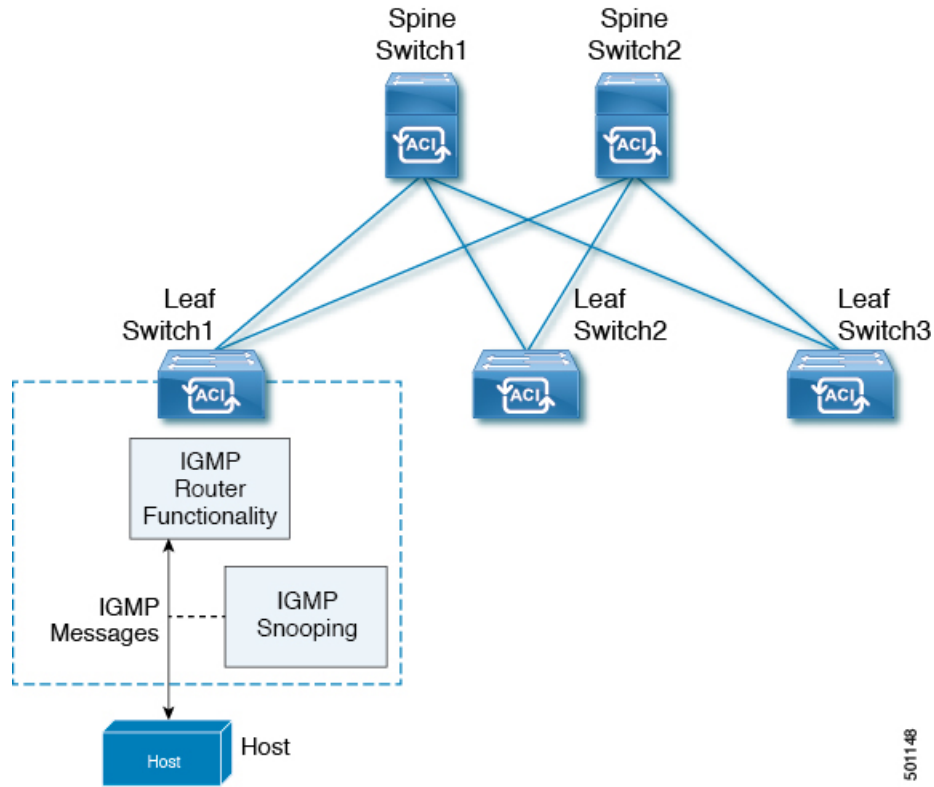 Spine
Switch1
Spine
Switch2
ACI
ACI
Leaf
Switch1
Leaf
Switch2
Leaf
Switch3
ACI
ACI
ACI
IGMP
Router
Functionality
IGMP
Messages
IGMP
Snooping
Host
Host
501148